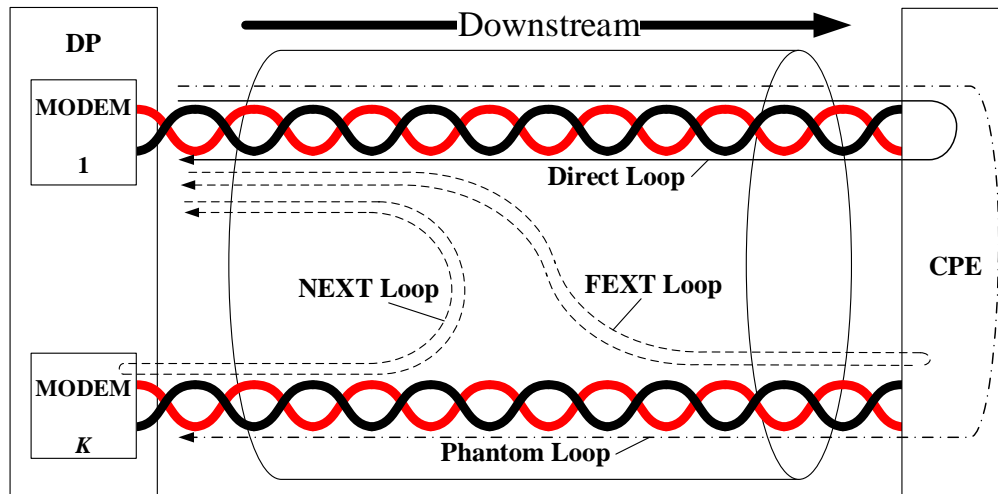 Downstream
DP
MODEM
1
Direct Loop
CPE
NEXT Loop
FEXT Loop
MODEM
K
Phantom Loop